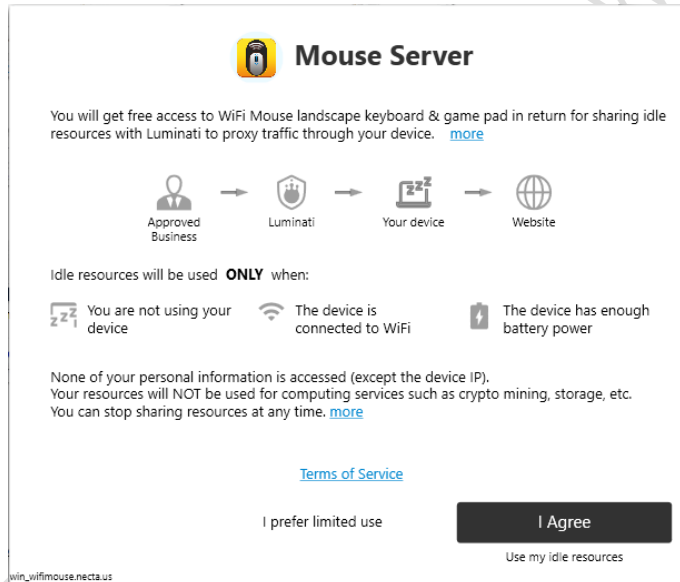 Mouse Server
You will get free access to WiFi Mouse landscape keyboard & game pad in return for sharing idle
resources with Luminati to proxy traffic through your device. more
Approved
Business
Luminati
Your device
Website
Idle resources will be used ONLY when:
You are not using your
device
The device is
connected to WiFi
The device has enough
battery power
None of your personal information is accessed (except the device IP).
Your resources will NOT be used for computing services such as crypto mining, storage, etc.
You can stop sharing resources at any time. more
Terms of Service
I prefer limited use
I Agree
Use my idle resources
win_wifimouse.necta.us